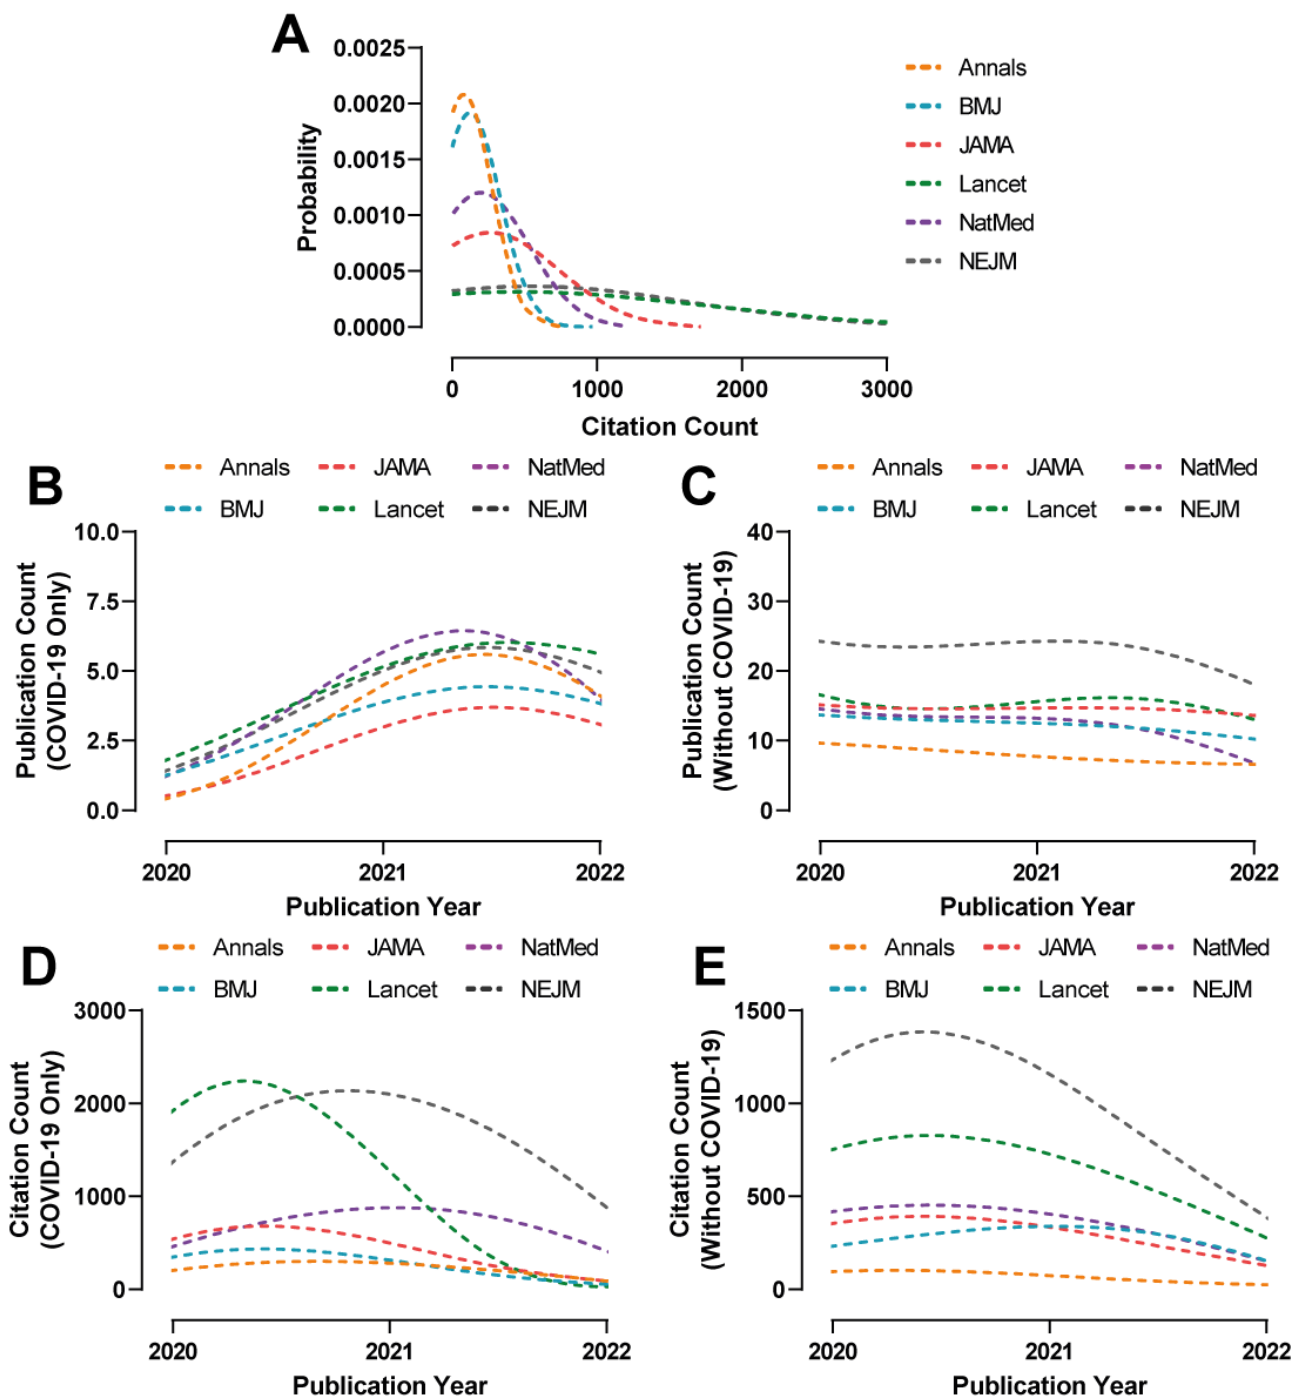 A
0.0025
0.0020
0.0015
0.0010
0.0005
0.0000
Probability
0
1000
2000
3000
Citation Count
Annals
BMJ
JAMA
Lancet
NatMed
NEJM
B
Annals
JAMA
NatMed
BMJ
Lancet
NEJM
10.0
7.5
5.0
2.5
0.0
Publication Count
(COVID-19 Only)
2020
2021
2022
Publication Year
C
Annals
JAMA
NatMed
BMJ
Lancet
NEJM
40
30
20
10
0
Publication Count
(Without COVID-19)
2020
2021
2022
Publication Year
D
Annals
JAMA
NatMed
BMJ
Lancet
NEJM
3000
2000
1000
0
Citation Count
(COVID-19 Only)
2020
2021
2022
Publication Year
E
Annals
JAMA
NatMed
BMJ
Lancet
NEJM
1500
1000
500
0
Citation Count
(Without COVID-19)
2020
2021
2022
Publication Year